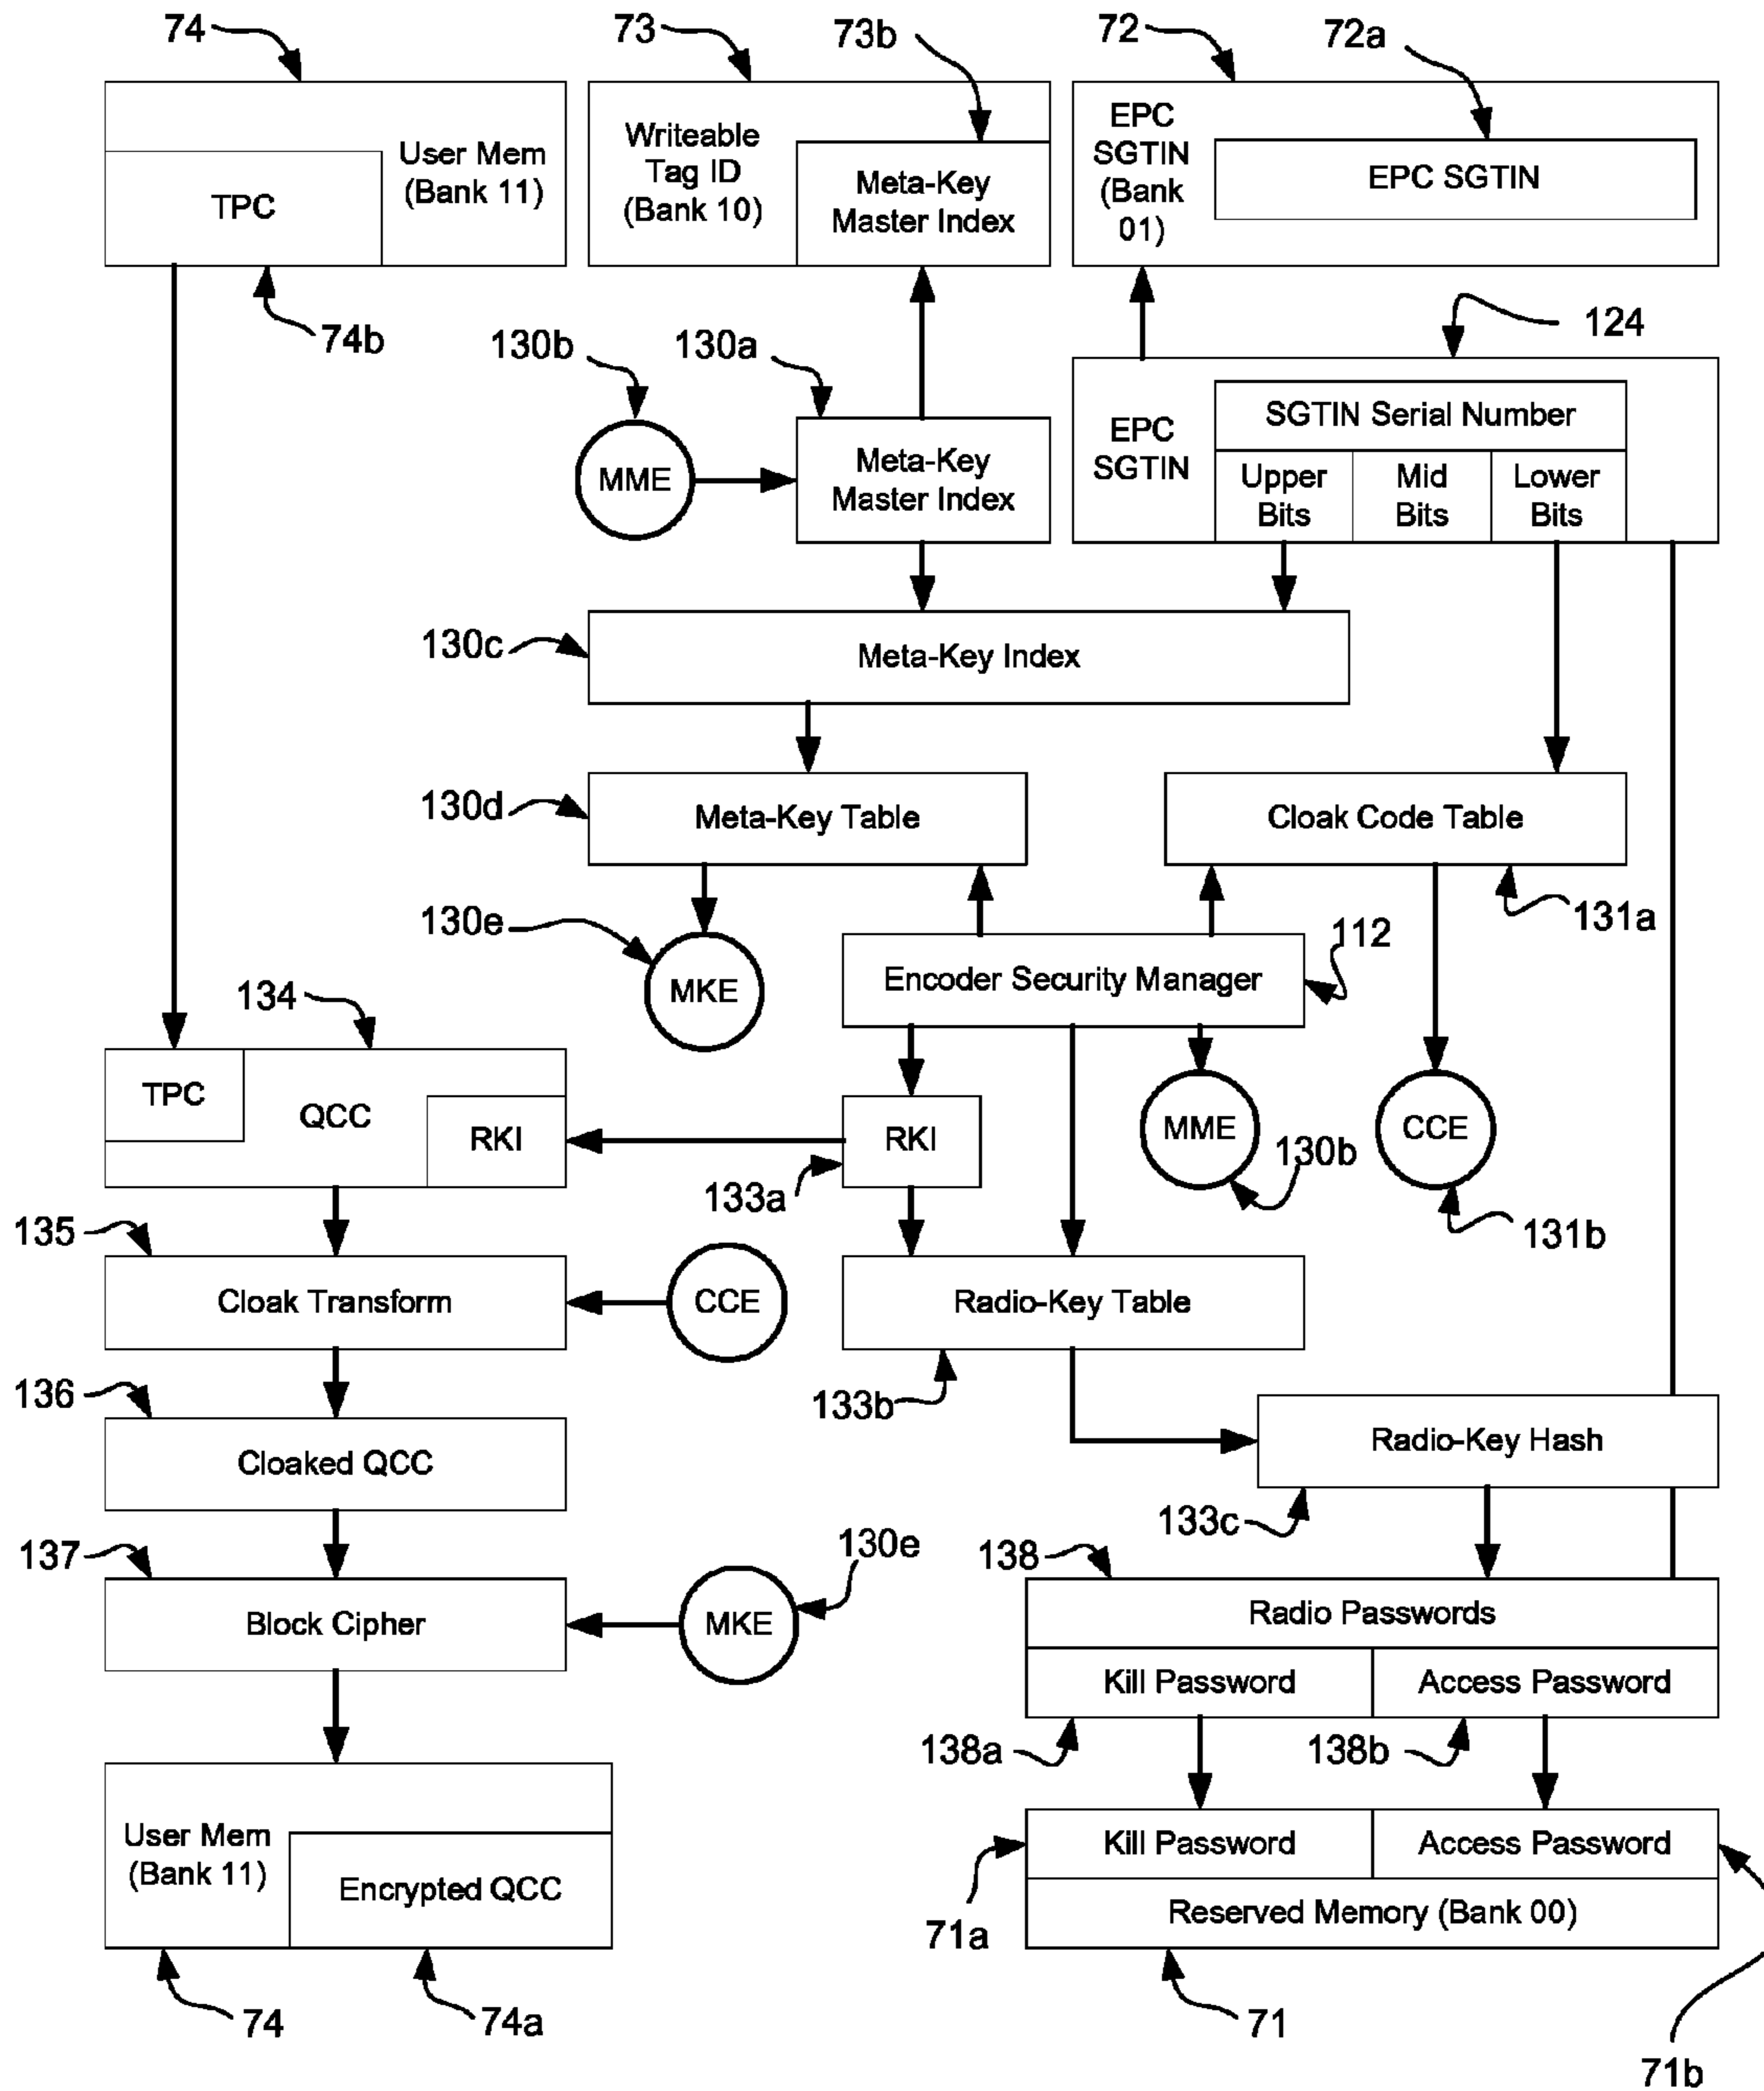 74
73
73b
72
72a
User Mem
(Bank 11)
TPC
Writeable
Tag ID
(Bank 10)
Meta-Key
Master Index
EPC
SGTIN
(Bank
01)
EPC SGTIN
74b
130b
130a
124
MME
Meta-Key
Master Index
EPC
SGTIN
SGTIN Serial Number
Upper
Bits
Mid
Bits
Lower
Bits
130c
Meta-Key Index
130d
Meta-Key Table
Cloak Code Table
130e
131a
112
MKE
Encoder Security Manager
134
TPC
QCC
RKI
RKI
MME
CCE
133a
130b
131b
135
Cloak Transform
CCE
Radio-Key Table
136
133b
Cloaked QCC
Radio-Key Hash
133c
137
130e
138
Block Cipher
MKE
Radio Passwords
Kill Password
Access Password
138a
138b
User Mem
(Bank 11)
Encrypted QCC
Kill Password
Access Password
71a
Reserved Memory (Bank 00)
74
74a
71
71b